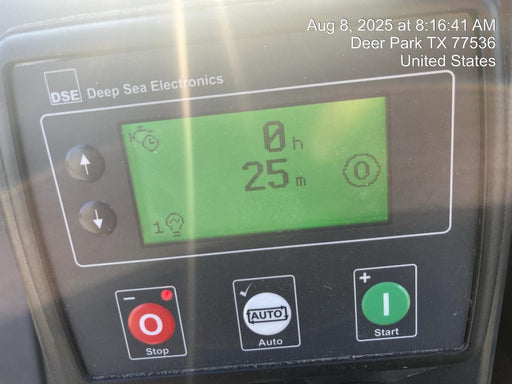 Aug 8, 2025 at 8:16:41 AM
Deer Park TX 77536
United States
DSE Deep Sea Electronics
0 h
25 m
O
1
- O
Stop
AUTO
Auto
+ I
Start